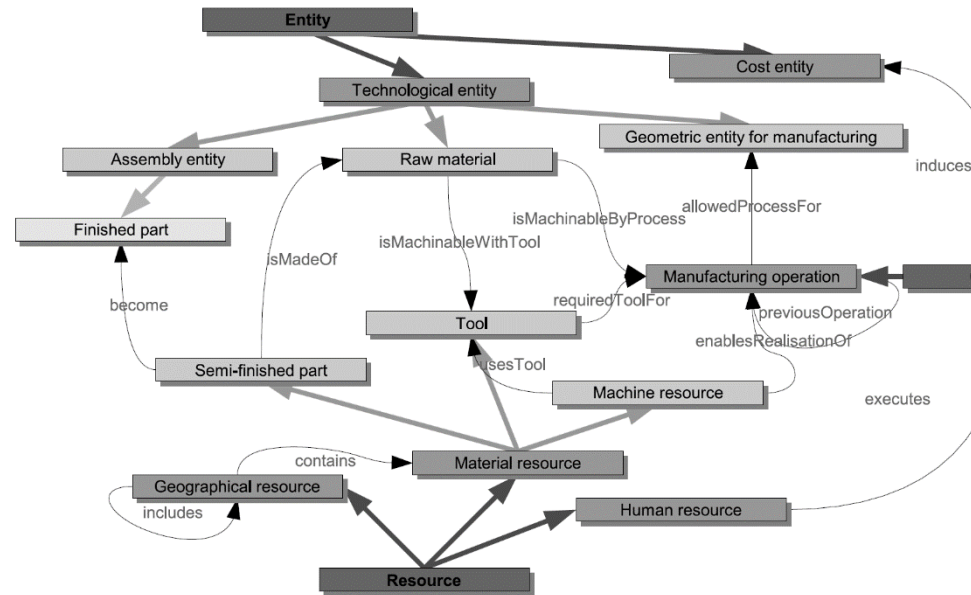 Entity
Cost entity
Technological entity
Geometric entity for manufacturing
Assembly entity
Raw material
induces
allowedProcessFor
isMachinableByProcess
Finished part
isMachinableWithTool
isMadeOf
Manufacturing operation
become
requiredToolFor
previousOperation
Tool
enablesRealisationOf
usesTool
Semi-finished part
Machine resource
executes
contains
Material resource
Geographical resource
includes
Human resource
Resource